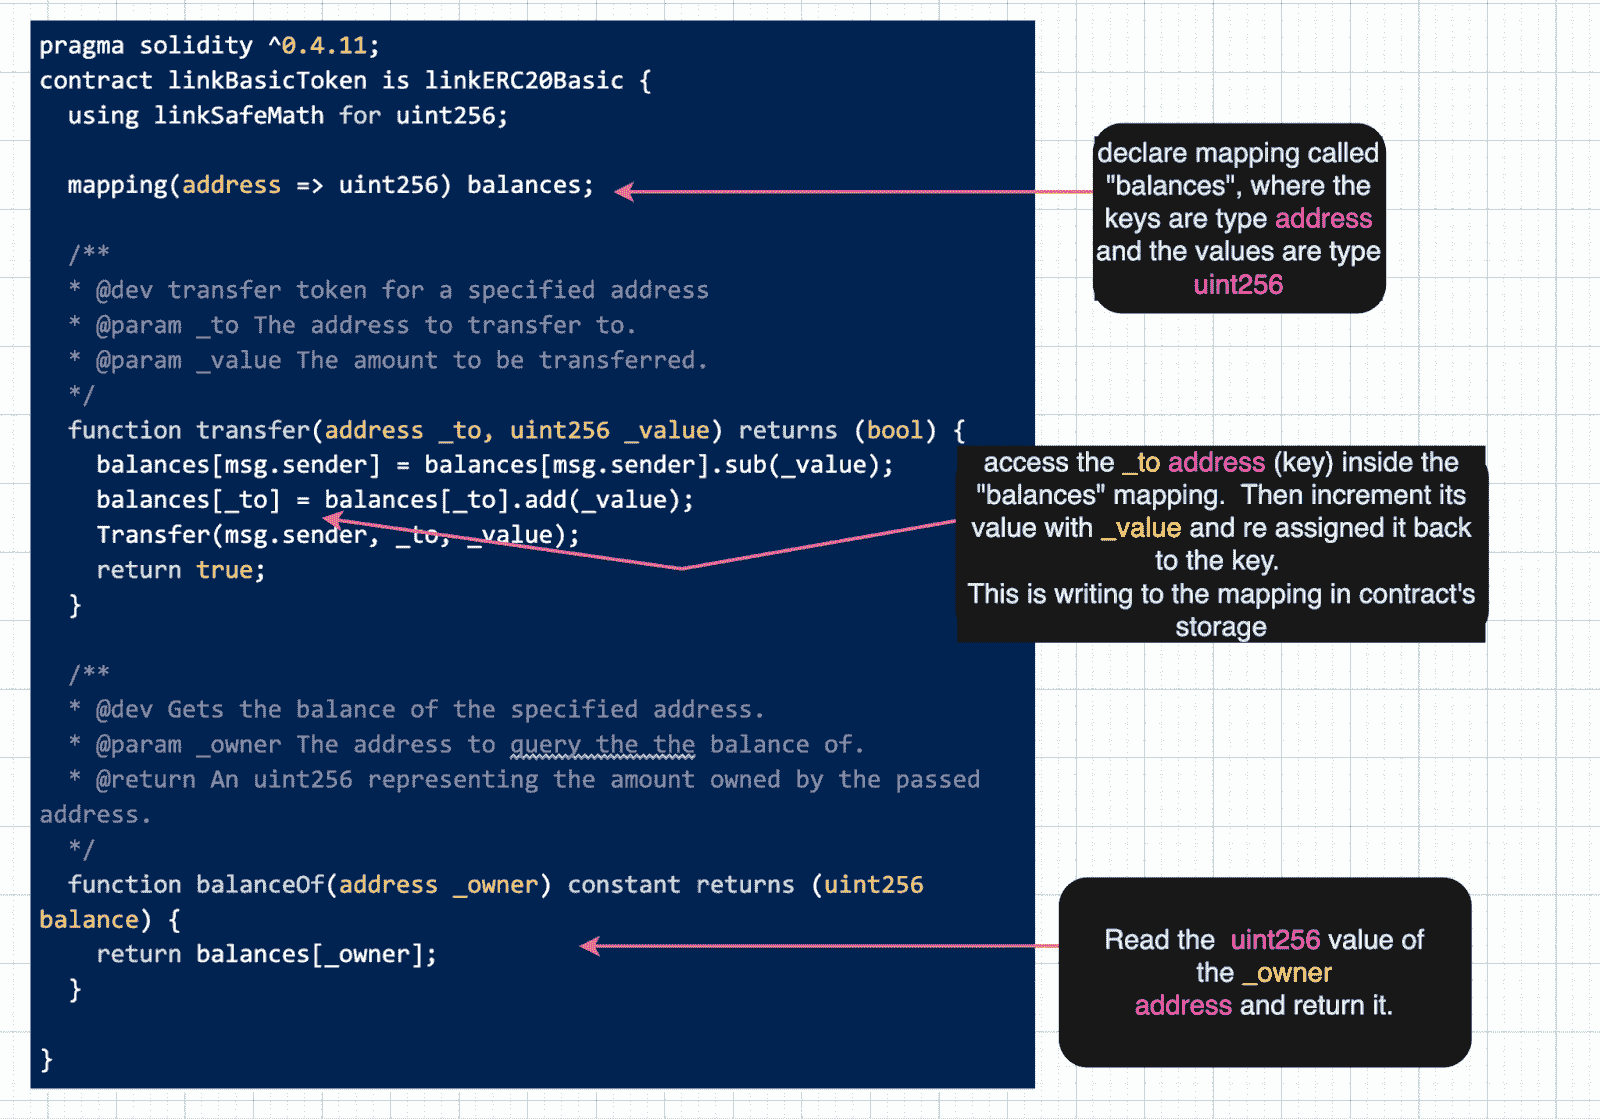 pragma solidity ^0.4.11;
contract linkBasicToken is linkERC20Basic {
using linkSafeMath for uint256;
mapping(address => uint256) balances;
/**
* @dev transfer token for a specified address
* @param _to The address to transfer to.
* @param _value The amount to be transferred.
*/
function transfer(address _to, uint256 _value) returns (bool) {
balances[msg.sender] = balances[msg.sender].sub(_value);
balances[_to] = balances[_to].add(_value);
Transfer(msg.sender, _to, _value);
return true;
}
/**
* @dev Gets the balance of the specified address.
* @param _owner The address to query the the balance of.
* @return An uint256 representing the amount owned by the passed
address.
*/
function balanceOf(address _owner) constant returns (uint256
balance) {
return balances[_owner];
}
}
declare mapping called
"balances", where the
keys are type address
and the values are type
uint256
access the _to address (key) inside the
"balances" mapping. Then increment its
value with _value and re assigned it back
to the key.
This is writing to the mapping in contract's
storage
Read the uint256 value of
the _owner
address and return it.